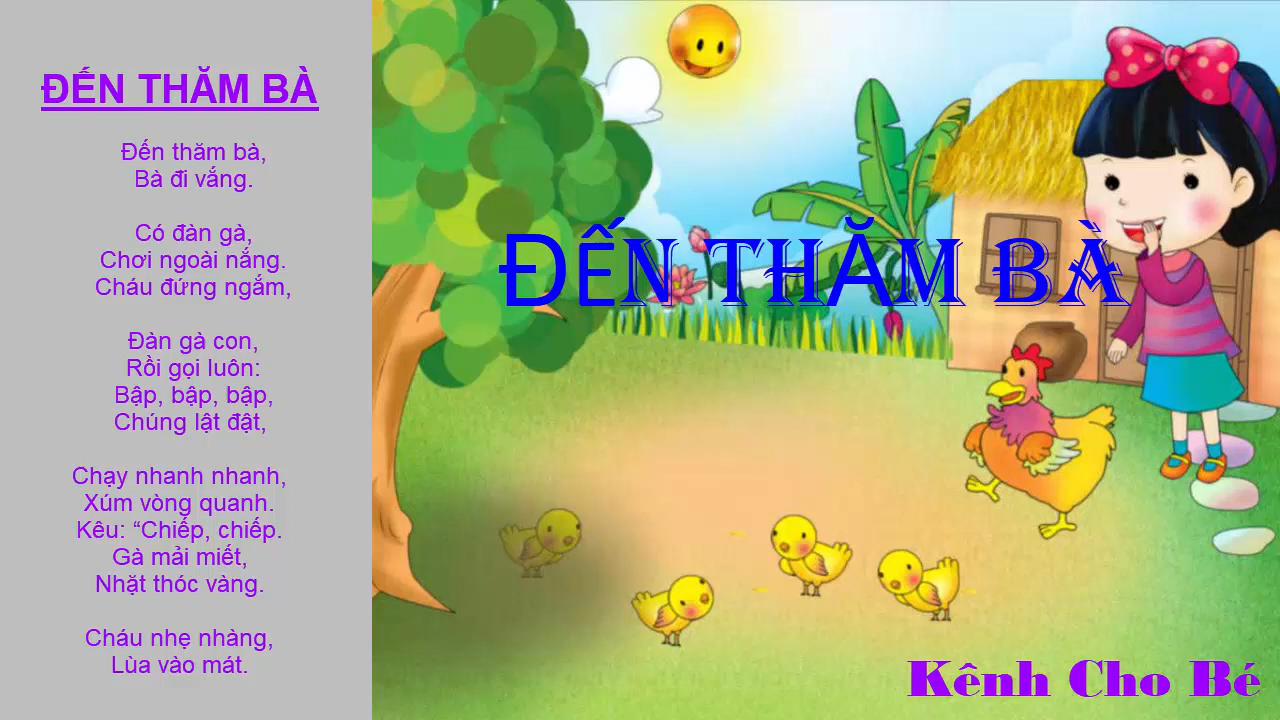 ĐẾN THĂM BÀ
Đến thăm bà,
Bà đi vắng.
Có đàn gà,
Chơi ngoài nắng.
Cháu đứng ngắm,
Đàn gà con,
Rồi gọi luôn:
Bập, bập, bập,
Chúng lật đật,
Chạy nhanh nhanh,
Xúm vòng quanh.
Kêu: “Chiếp, chiếp.
Gà mải miết,
Nhặt thóc vàng.
Cháu nhẹ nhàng,
Lùa vào mát.
ĐẾN THĂM BÀ
Kênh Cho Bé